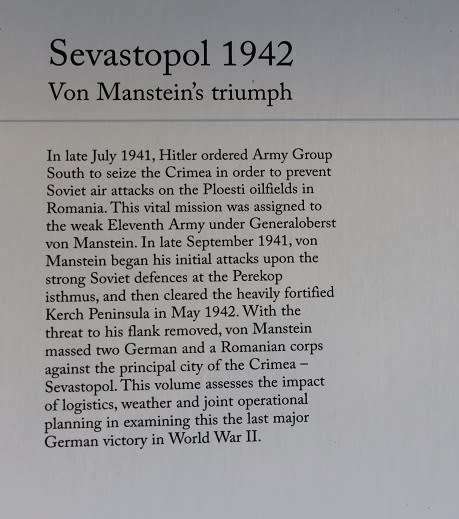 Sevastopol 1942
Von Manstein's triumph
In late July 1941, Hitler ordered Army Group
South to seize the Crimea in order to prevent
Soviet air attacks on the Ploesti oilfields in
Romania. This vital mission was assigned to
the weak Eleventh Army under Generaloberst
von Manstein. In late September 1941, von
Manstein began his initial attacks upon the
strong Soviet defences at the Perekop
isthmus, and then cleared the heavily fortified
Kerch Peninsula in May 1942. With the
threat to his flank removed, von Manstein
massed two German and a Romanian corps
against the principal city of the Crimea –
Sevastopol. This volume assesses the impact
of logistics, weather and joint operational
planning in examining this the last major
German victory in World War II.